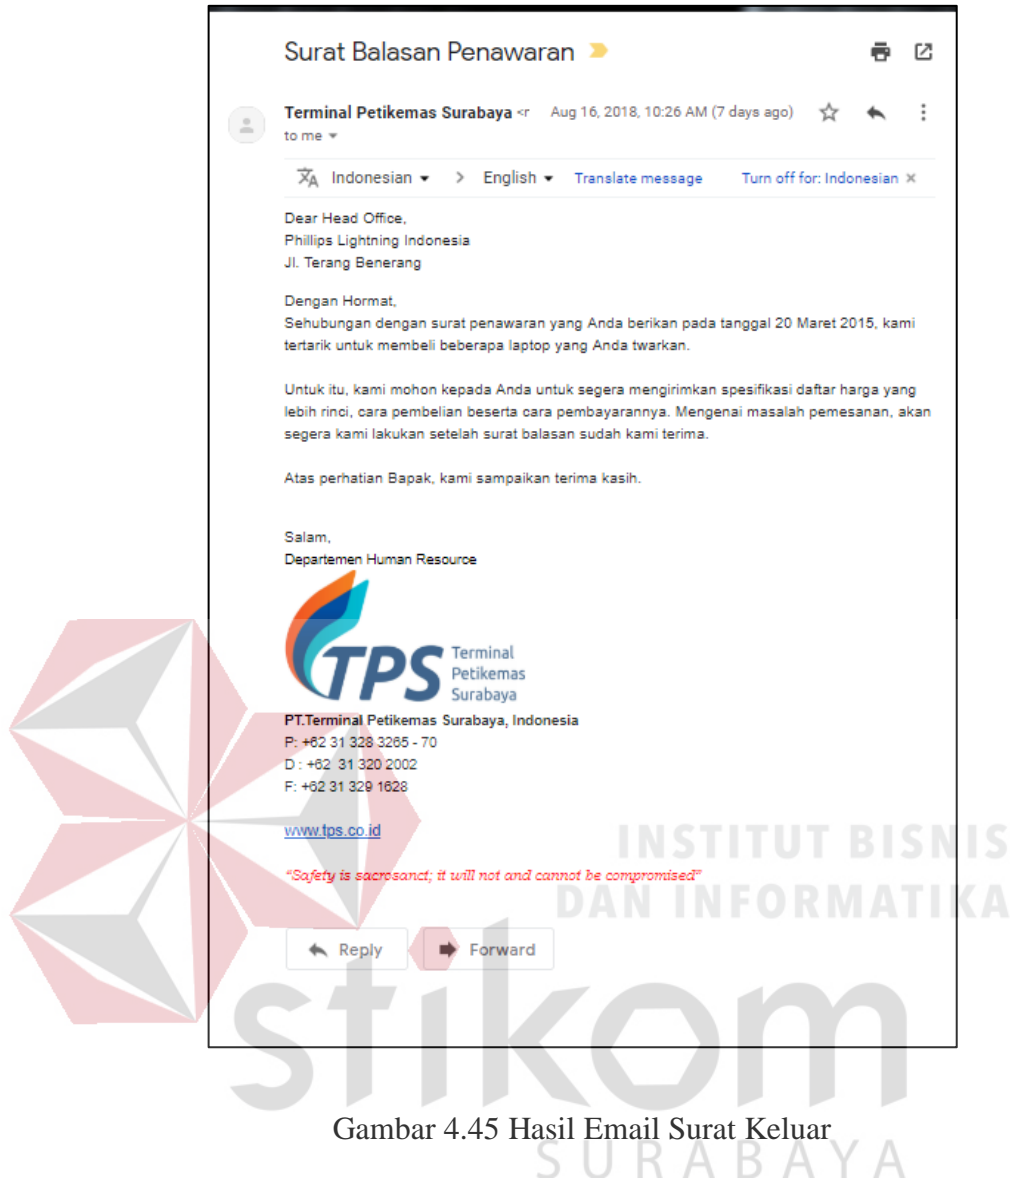 Surat Balasan Penawaran
Terminal Petikemas Surabaya <r Aug 16, 2018, 10:26 AM (7 days ago)
to me
Indonesian > English Translate message Turn off for: Indonesian ×
Dear Head Office,
Phillips Lightning Indonesia
Jl. Terang Benerang
Dengan Hormat,
Sehubungan dengan surat penawaran yang Anda berikan pada tanggal 20 Maret 2015, kami
tertarik untuk membeli beberapa laptop yang Anda twarkan.
Untuk itu, kami mohon kepada Anda untuk segera mengirimkan spesifikasi daftar harga yang
lebih rinci, cara pembelian beserta cara pembayarannya. Mengenai masalah pemesanan, akan
segera kami lakukan setelah surat balasan sudah kami terima.
Atas perhatian Bapak, kami sampaikan terima kasih.
Salam,
Departemen Human Resource
TPS Terminal
Petikemas
Surabaya
PT.Terminal Petikemas Surabaya, Indonesia
P: +62 31 328 3265 - 70
D : +62 31 320 2002
F: +62 31 329 1628
www.tps.co.id
"Safety is sacrosanct; it will not and cannot be compromised"
Reply Forward
INSTITUT BISNIS
DAN INFORMATIKA
stikom
SURABAYA
Gambar 4.45 Hasil Email Surat Keluar